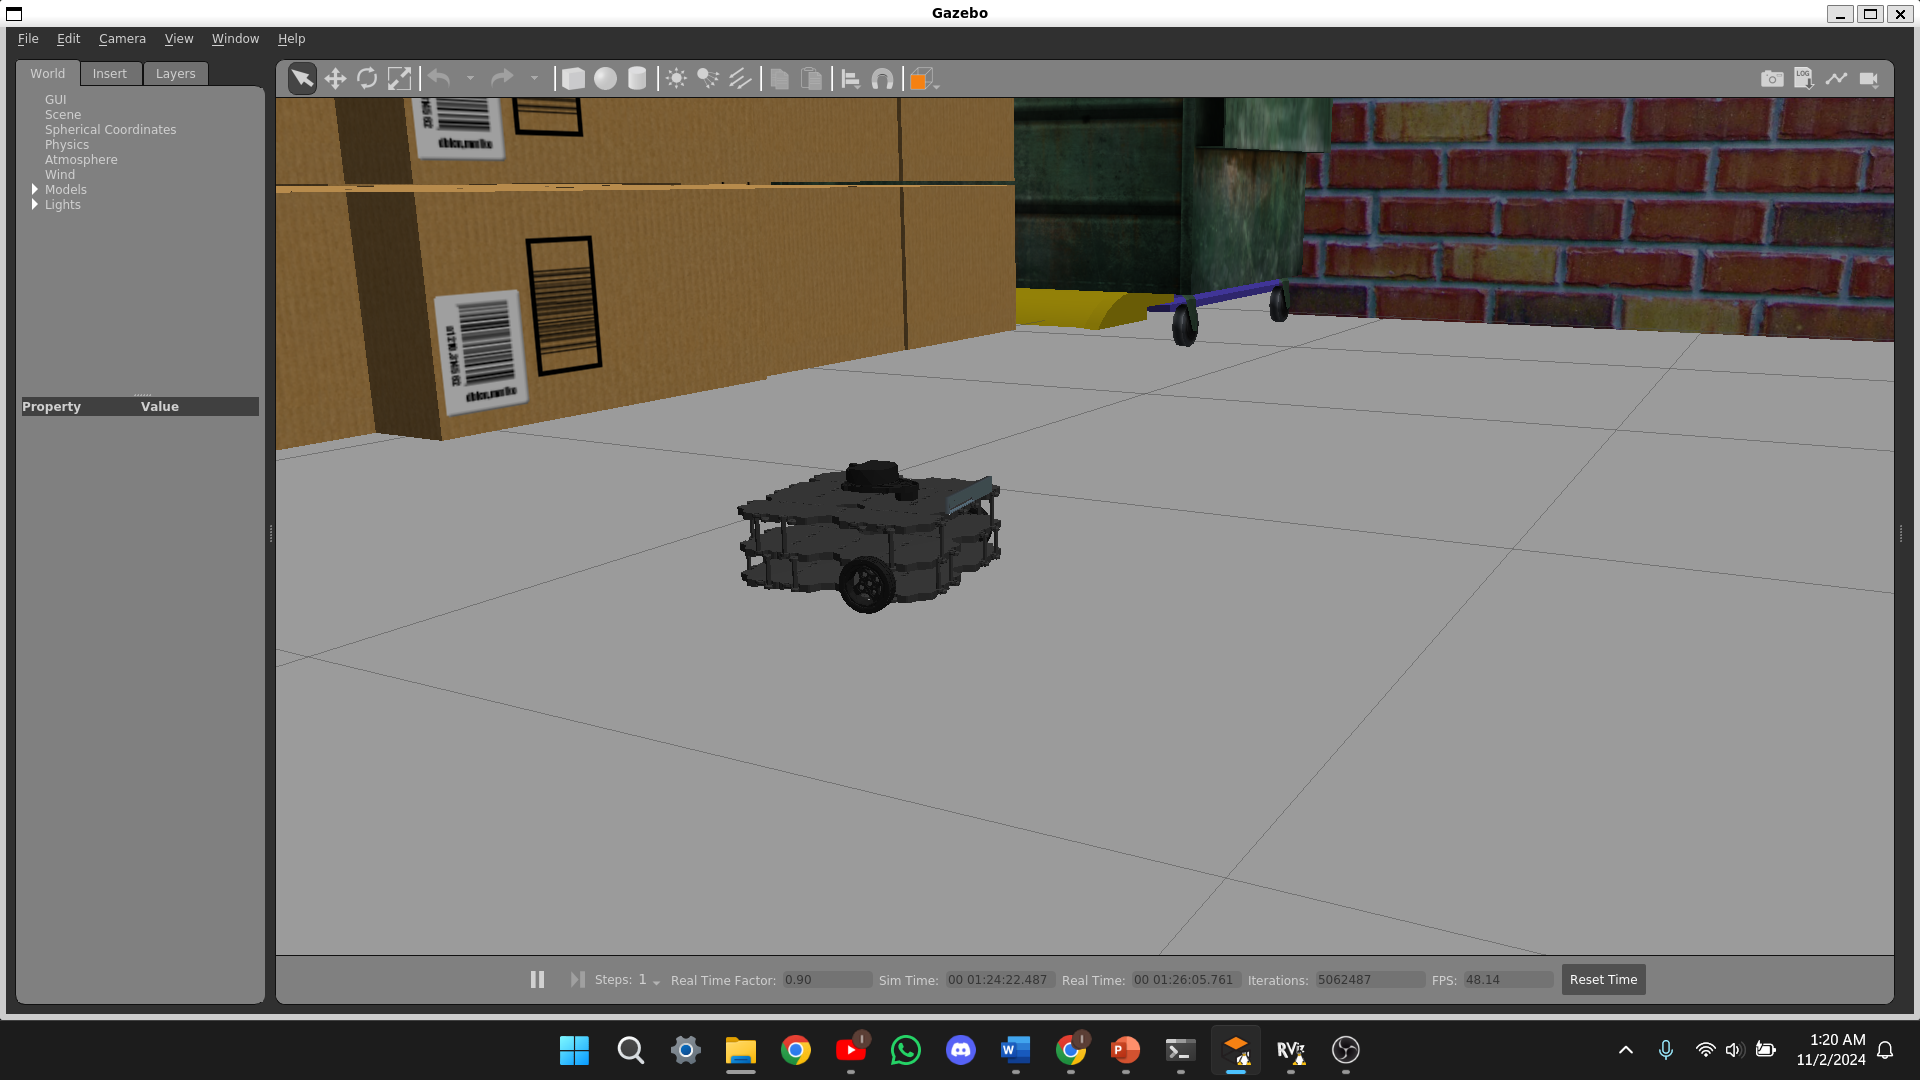 Gazebo
File Edit Camera View Window Help
World Insert Layers
GUI
Scene
Spherical Coordinates
Physics
Atmosphere
Wind
Models
Lights
Property Value
LOG
Steps: 1 Real Time Factor: 0.90 Sim Time: 00 01:24:22.487 Real Time: 00 01:26:05.761 Iterations: 5062487 FPS: 48.14 Reset Time
RViz
1:20 AM
11/2/2024